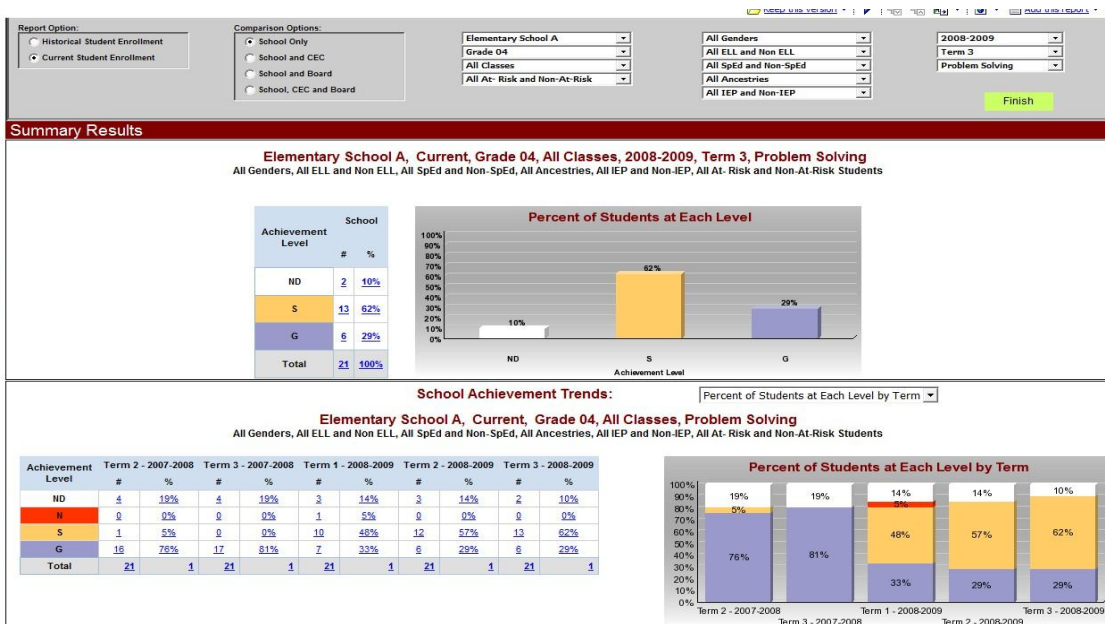 Keep this version
Add this report
Report Option:
Historical Student Enrollment
Current Student Enrollment
Comparison Options:
School Only
School and CEC
School and Board
School, CEC and Board
Elementary School A
Grade 04
All Classes
All At- Risk and Non-At-Risk
All Genders
All ELL and Non ELL
All SpEd and Non-SpEd
All Ancestries
All IEP and Non-IEP
2008-2009
Term 3
Problem Solving
Finish
Summary Results
Elementary School A, Current, Grade 04, All Classes, 2008-2009, Term 3, Problem Solving
All Genders, All ELL and Non ELL, All SpEd and Non-SpEd, All Ancestries, All IEP and Non-IEP, All At- Risk and Non-At-Risk Students
Achievement Level School
# %
ND 2 10%
S 13 62%
G 6 29%
Total 21 100%
Percent of Students at Each Level
100%
90%
80%
70%
60%
50%
40%
30%
20%
10%
0%
10% 62% 29%
ND S G
Achievement Level
School Achievement Trends: Percent of Students at Each Level by Term
Elementary School A, Current, Grade 04, All Classes, Problem Solving
All Genders, All ELL and Non ELL, All SpEd and Non-SpEd, All Ancestries, All IEP and Non-IEP, All At- Risk and Non-At-Risk Students
Achievement Level Term 2 - 2007-2008 Term 3 - 2007-2008 Term 1 - 2008-2009 Term 2 - 2008-2009 Term 3 - 2008-2009
# % # % # % # % # %
ND 4 19% 4 19% 3 14% 3 14% 2 10%
N 0 0% 0 0% 1 5% 0 0% 0 0%
S 1 5% 0 0% 10 48% 12 57% 13 62%
G 16 76% 17 81% 7 33% 6 29% 6 29%
Total 21 1 21 1 21 1 21 1 21 1
Percent of Students at Each Level by Term
100%
90%
80%
70%
60%
50%
40%
30%
20%
10%
0%
19% 19% 14% 14% 10%
5% 5%
48% 57% 62%
76% 81% 33% 29% 29%
Term 2 - 2007-2008 Term 1 - 2008-2009 Term 3 - 2008-2009
Term 3 - 2007-2008 Term 2 - 2008-2009